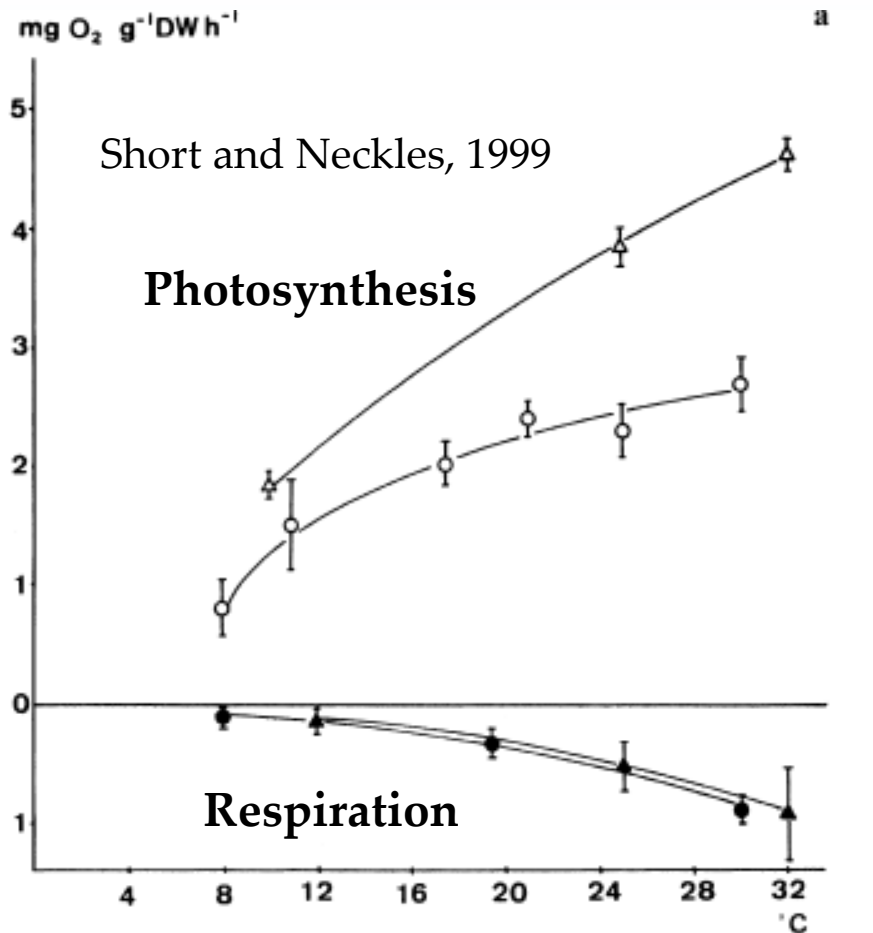 mg O₂ g⁻¹DW h⁻¹
a
5
Short and Neckles, 1999
4
Photosynthesis
3
2
1
0
Respiration
1
4 8 12 16 20 24 28 32
°C